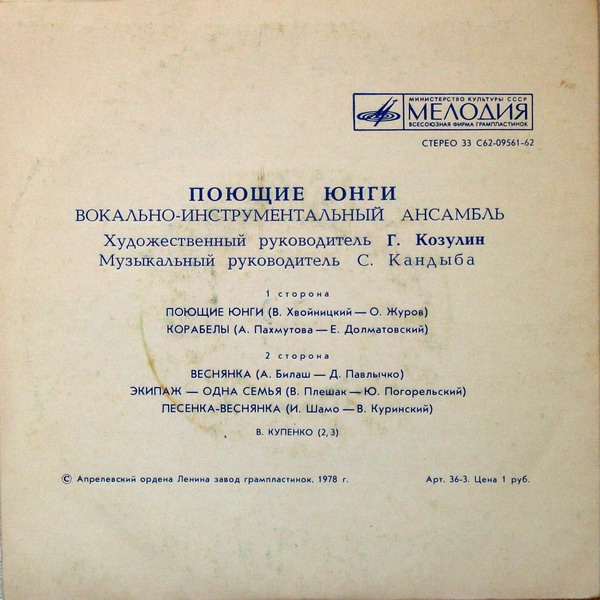 МИНИСТЕРСТВО КУЛЬТУРЫ СССР
МЕЛОДИЯ
ВСЕСОЮЗНАЯ ФИРМА ГРАМПЛАСТИНОК
СТЕРЕО 33 С62-09561-62
ПОЮЩИЕ ЮНГИ
ВОКАЛЬНО-ИНСТРУМЕНТАЛЬНЫЙ АНСАМБЛЬ
Художественный руководитель Г. Козулин
Музыкальный руководитель С. Кандыба
1 сторона
ПОЮЩИЕ ЮНГИ (В. Хвойницкий — О. Журов)
КОРАБЕЛЫ (А. Пахмутова — Е. Долматовский)
2 сторона
ВЕСНЯНКА (А. Билаш — Д. Павлычко)
ЭКИПАЖ — ОДНА СЕМЬЯ (В. Плешак — Ю. Погорельский)
ПЕСЕНКА-ВЕСНЯНКА (И. Шамо — В. Куринский)
В. КУПЕНКО (2, 3)
© Апрелевский ордена Ленина завод грампластинок. 1978 г.
Арт. 36-3. Цена 1 руб.